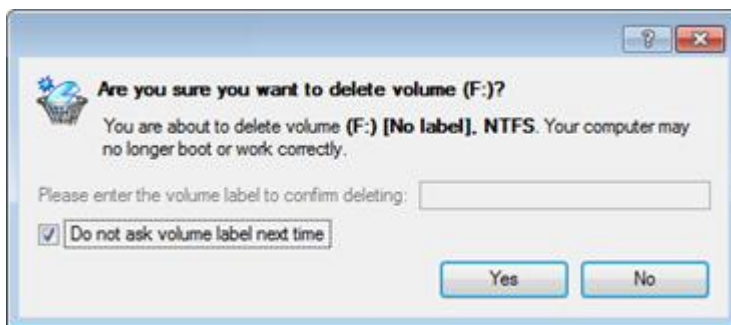 Are you sure you want to delete volume (F:)?
You are about to delete volume (F:) [No label], NTFS. Your computer may
no longer boot or work correctly.
Please enter the volume label to confirm deleting:
Do not ask volume label next time
Yes No